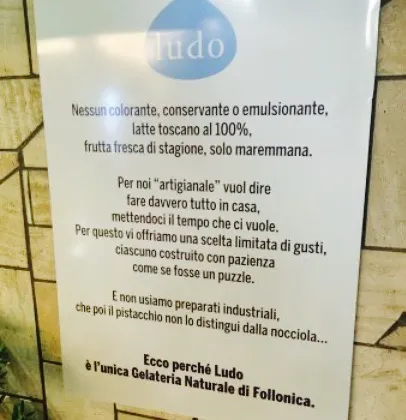 ludo
Nessun colorante, conservante o emulsionante,
latte toscano al 100%,
frutta fresca di stagione, solo maremmana.
Per noi “artigianale” vuol dire
fare davvero tutto in casa,
mettendoci il tempo che ci vuole.
Per questo vi offriamo una scelta limitata di gusti,
ciascuno costruito con pazienza
come se fosse un puzzle.
E non usiamo preparati industriali,
che poi il pistacchio non lo distingui dalla nocciola...
Ecco perché Ludo
è l'unica Gelateria Naturale di Follonica.